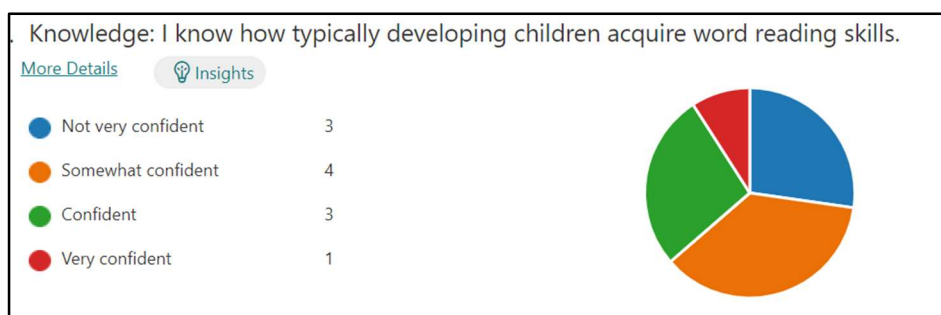 . Knowledge: I know how typically developing children acquire word reading skills.
More Details Insights
Not very confident 3
Somewhat confident 4
Confident 3
Very confident 1